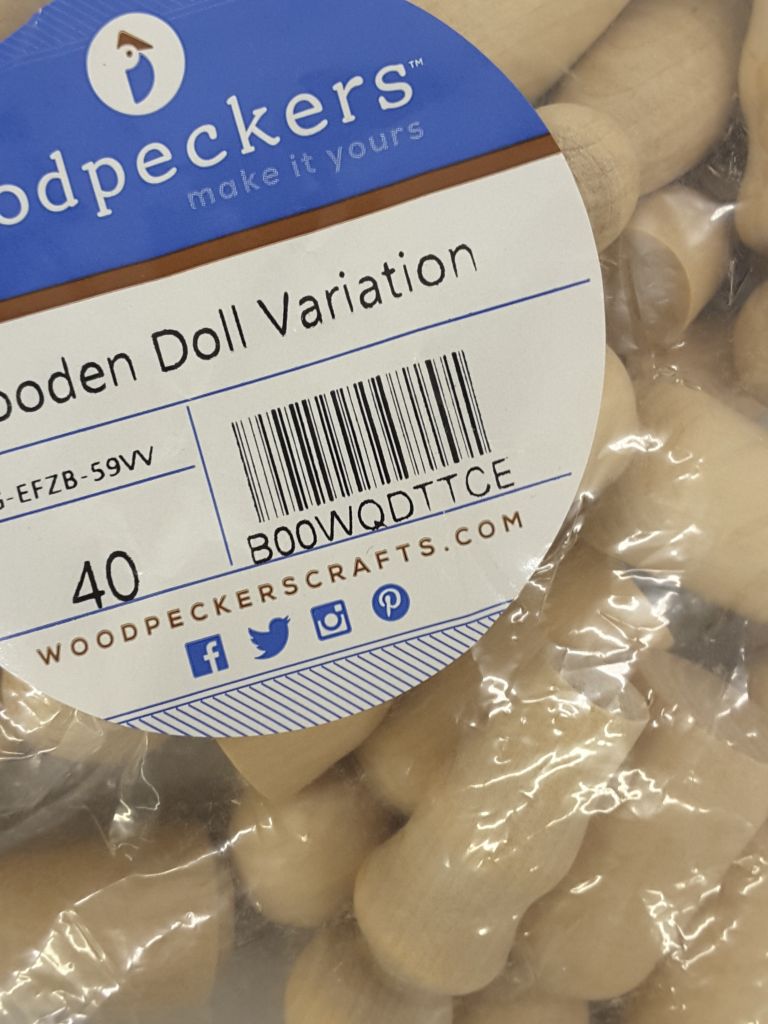 odpeckers™
make it yours
ooden Doll Variation
-EFZB-59VV
B00WQDTTCE
40
WOODPECKERSCRAFTS.COM